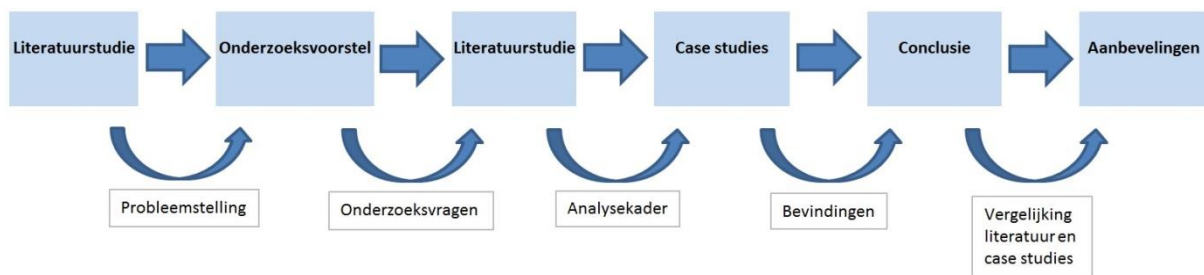 Literatuurstudie
Onderzoeksvoorstel
Literatuurstudie
Case studies
Conclusie
Aanbevelingen
Probleemstelling
Onderzoeksvragen
Analysekader
Bevindingen
Vergelijking
literatuur en
case studies